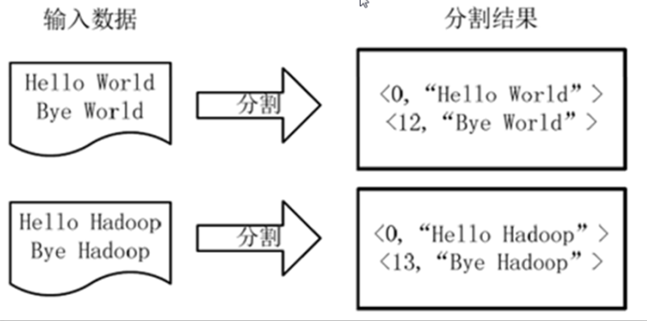 输入数据
分割结果
Hello World
Bye World
分割
<0, “Hello World” >
<12, “Bye World” >
Hello Hadoop
Bye Hadoop
分割
<0, “Hello Hadoop” >
<13, “Bye Hadoop” >